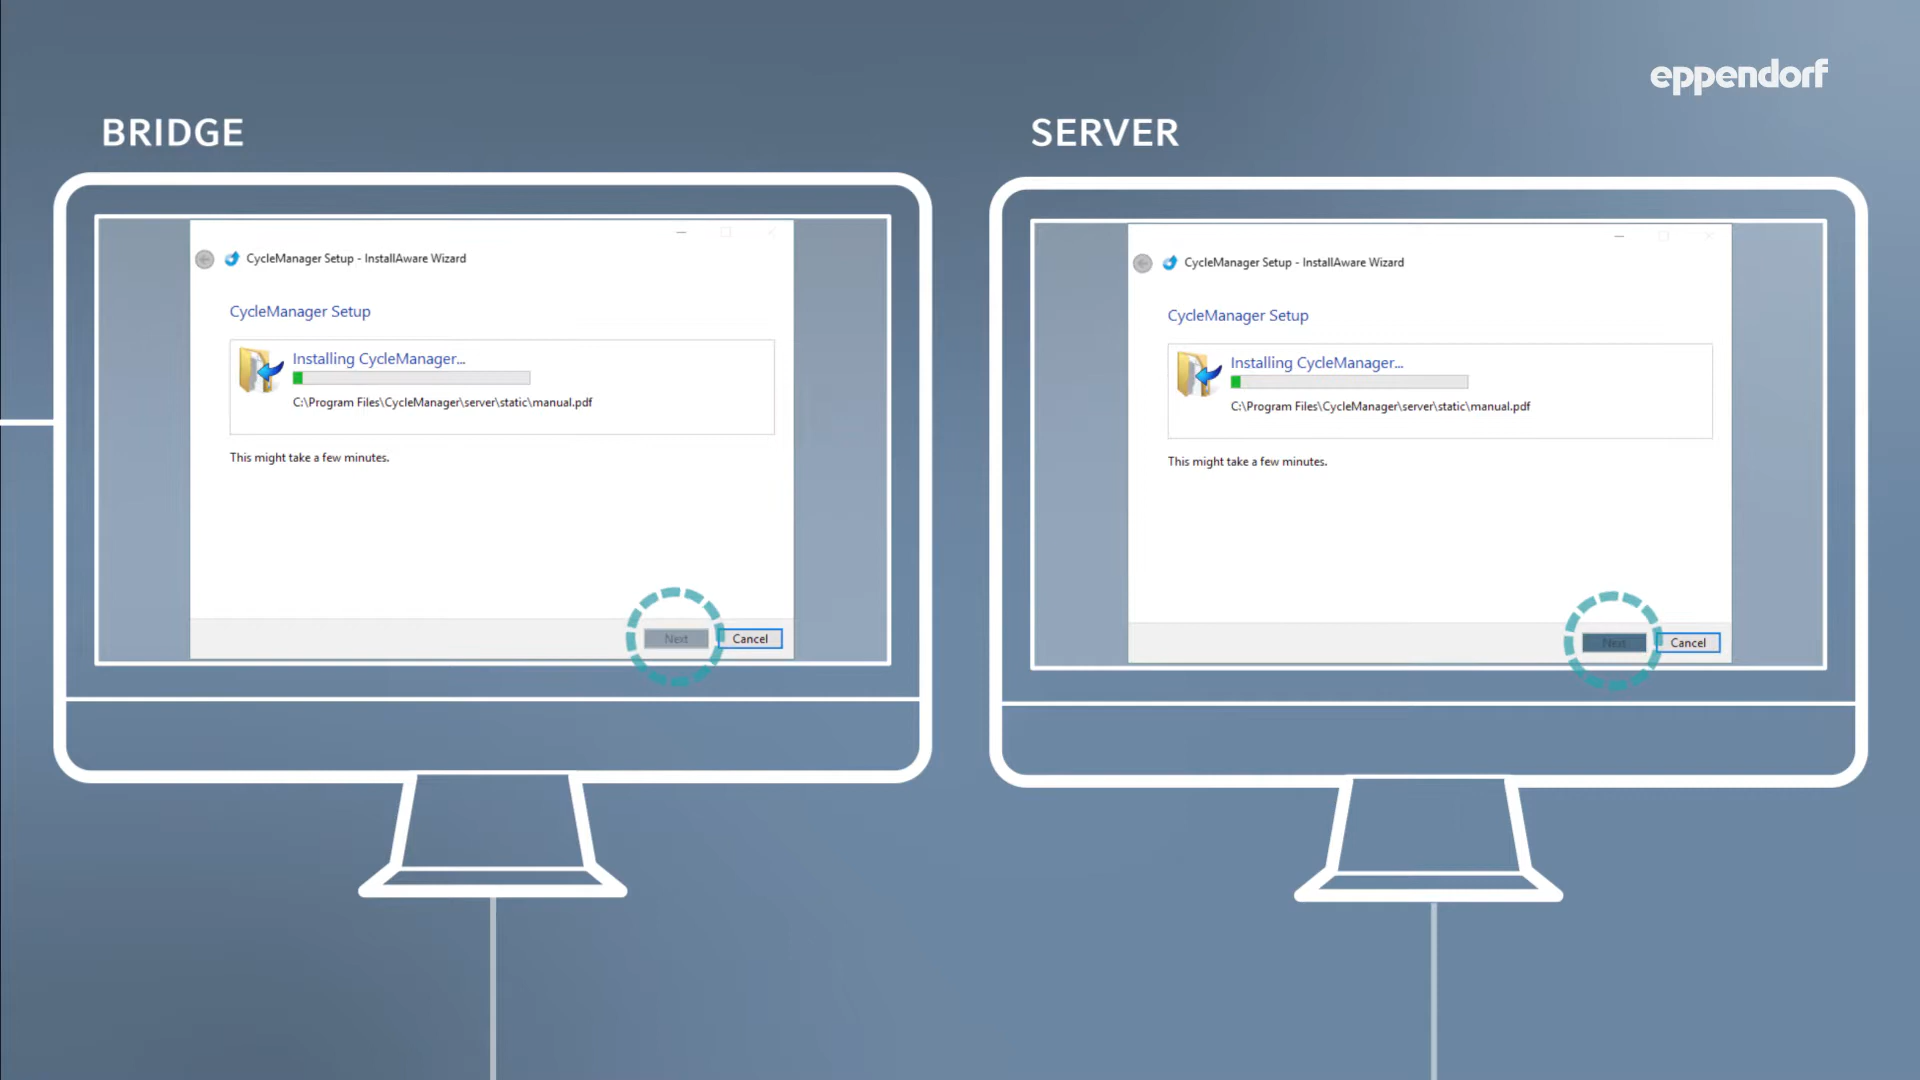 eppendorf
BRIDGE
CycleManager Setup - InstallAware Wizard
CycleManager Setup
Installing CycleManager...
C:\Program Files\CycleManager\server\static\manual.pdf
This might take a few minutes.
Next
Cancel
SERVER
CycleManager Setup - InstallAware Wizard
CycleManager Setup
Installing CycleManager...
C:\Program Files\CycleManager\server\static\manual.pdf
This might take a few minutes.
Next
Cancel